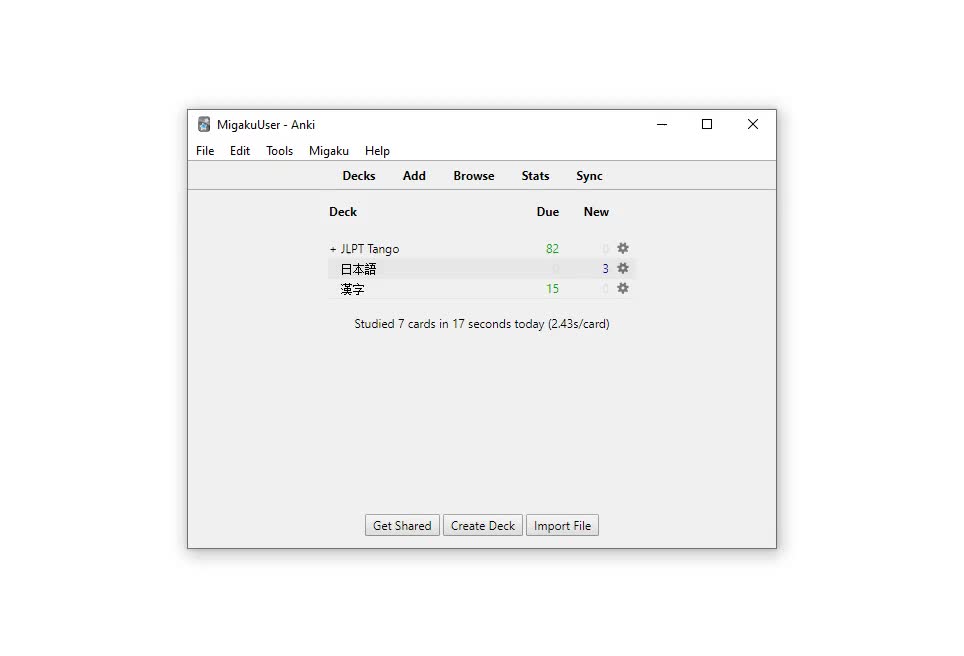 MigakuUser - Anki
File Edit Tools Migaku Help
Decks Add Browse Stats Sync
Deck Due New
+ JLPT Tango 82 0
日本語 0 3
漢字 15 0
Studied 7 cards in 17 seconds today (2.43s/card)
Get Shared Create Deck Import File